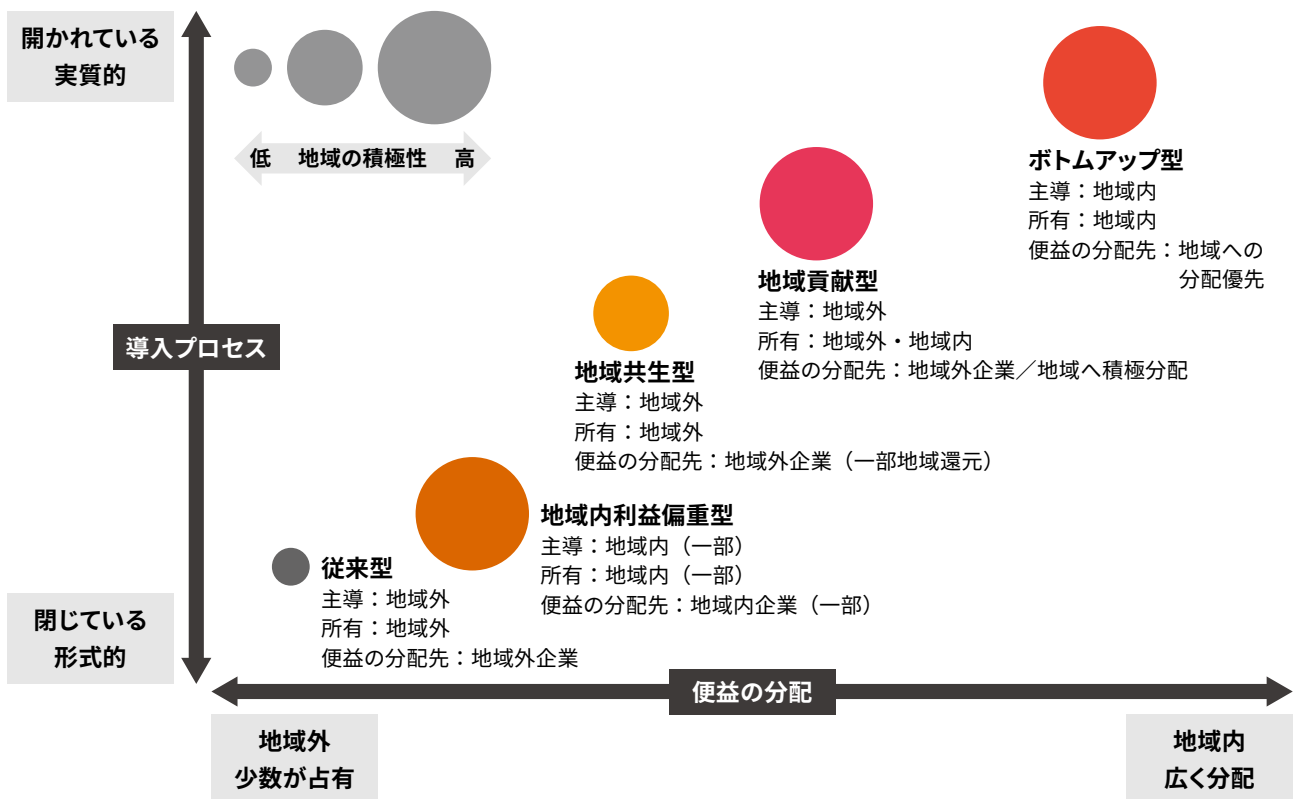 開かれている
実質的
低 地域の積極性 高
ボトムアップ型
主導：地域内
所有：地域内
便益の分配先：地域への
分配優先
地域貢献型
主導：地域外
所有：地域外・地域内
便益の分配先：地域外企業／地域へ積極分配
導入プロセス
地域共生型
主導：地域外
所有：地域外
便益の分配先：地域外企業（一部地域還元）
地域内利益偏重型
主導：地域内（一部）
所有：地域内（一部）
便益の分配先：地域内企業（一部）
従来型
主導：地域外
所有：地域外
便益の分配先：地域外企業
閉じている
形式的
便益の分配
地域外
少数が占有
地域内
広く分配